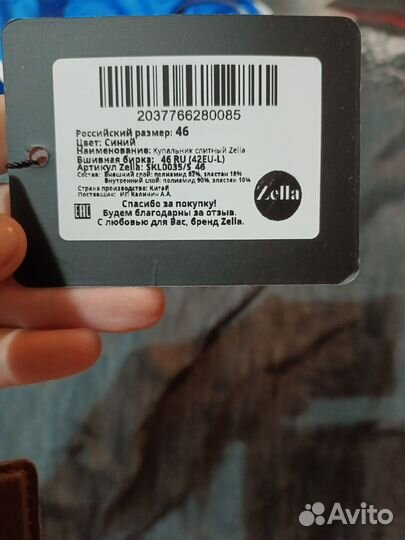 2037766280085
Российский размер: 46
Цвет: Синий
Наименование: Купальник слитный Zella
Вшивная бирка: 46 RU (42EU-L)
Артикул Zella: SKL0035/S_46
Состав: Внешний слой: полиамид 82%, эластан 18%
Внутренний слой: полиамид 90%, эластан 10%
Страна производства: Китай
Поставщик: ИП Калинин А.А.
EAC
Спасибо за покупку!
Будем благодарны за отзыв.
С любовью для Вас, бренд Zella.
Zella
Avito